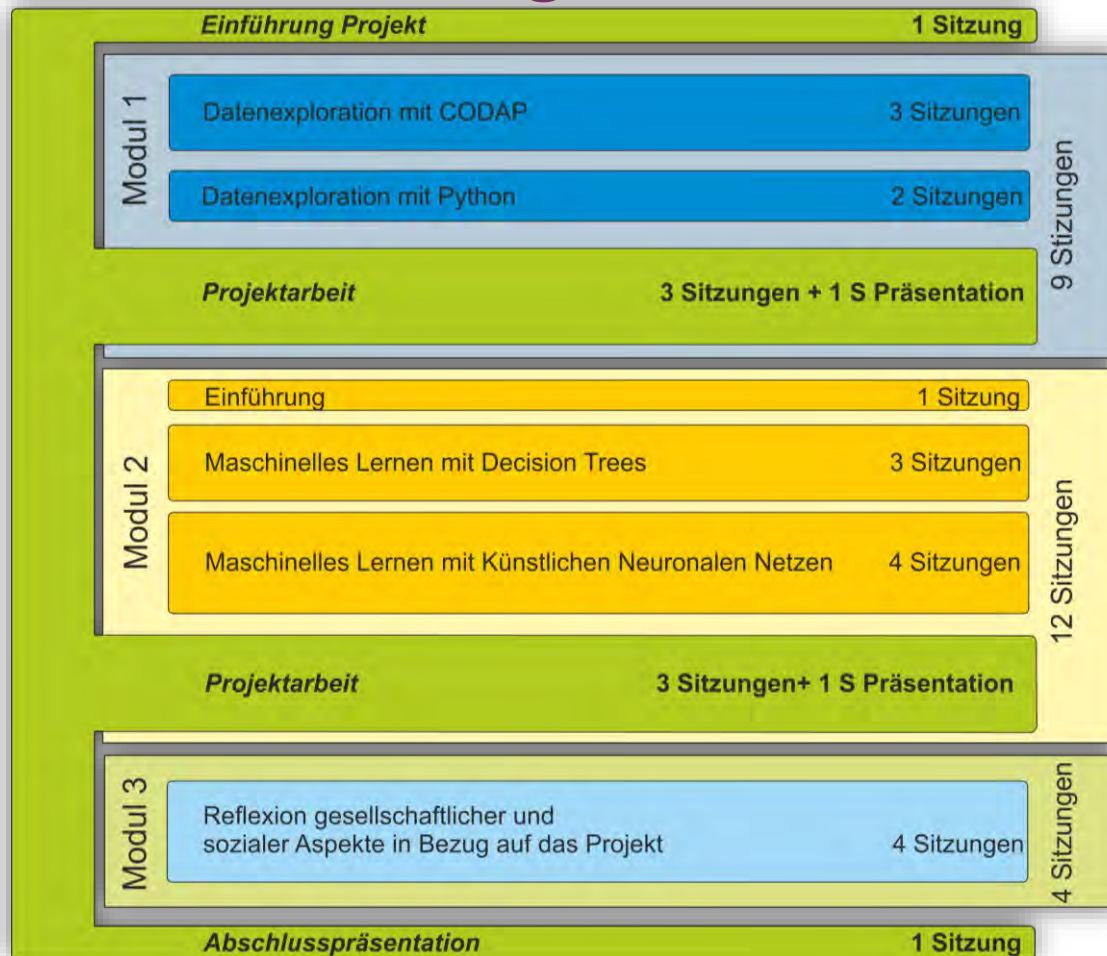 Einführung Projekt 1 Sitzung
Modul 1
Datenexploration mit CODAP 3 Sitzungen
Datenexploration mit Python 2 Sitzungen
9 Stizungen
Projektarbeit 3 Sitzungen + 1 S Präsentation
Modul 2
Einführung 1 Sitzung
Maschinelles Lernen mit Decision Trees 3 Sitzungen
Maschinelles Lernen mit Künstlichen Neuronalen Netzen 4 Sitzungen
12 Sitzungen
Projektarbeit 3 Sitzungen+ 1 S Präsentation
Modul 3
Reflexion gesellschaftlicher und
sozialer Aspekte in Bezug auf das Projekt 4 Sitzungen
4 Sitzungen
Abschlusspräsentation 1 Sitzung